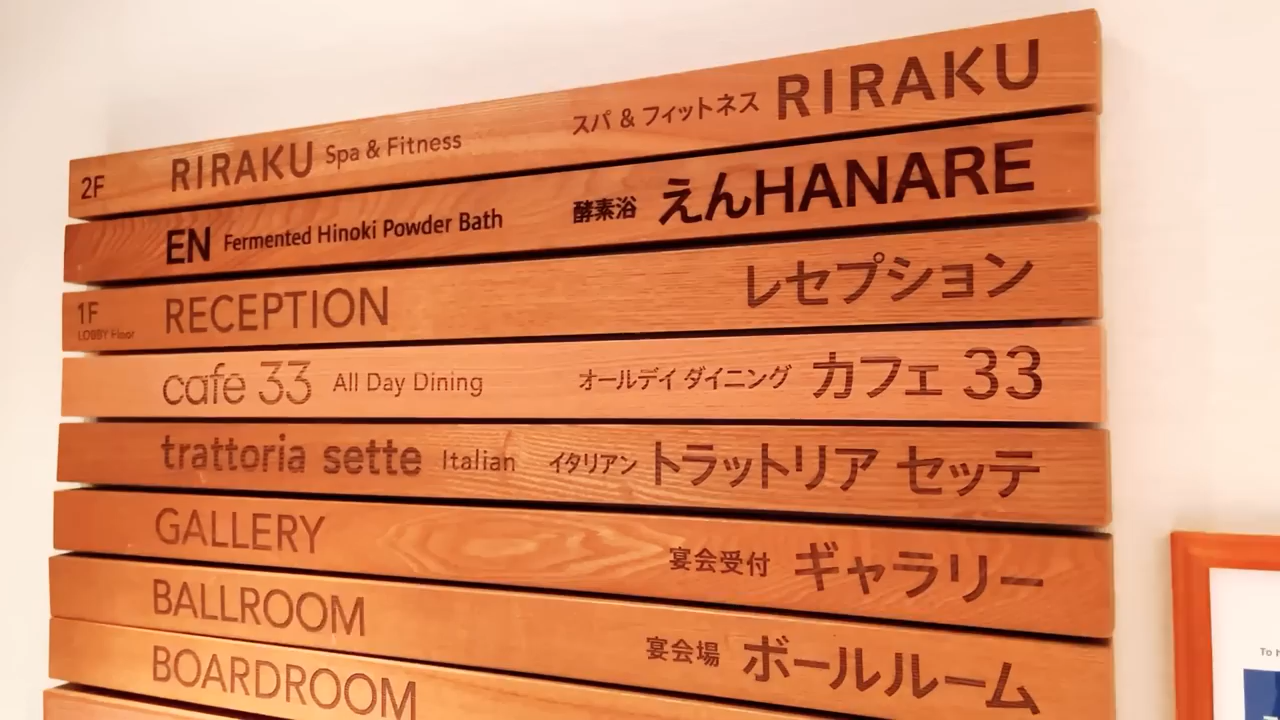 2F RIRAKU Spa & Fitness スパ & フィットネス RIRAKU
EN Fermented Hinoki Powder Bath 酵素浴 えんHANARE
1F RECEPTION レセプション
LOBBY Floor
cafe 33 All Day Dining オールデイ ダイニング カフェ 33
trattoria sette Italian イタリアン トラットリア セッテ
GALLERY 宴会受付 ギャラリー
BALLROOM 宴会場 ボールルーム
BOARDROOM